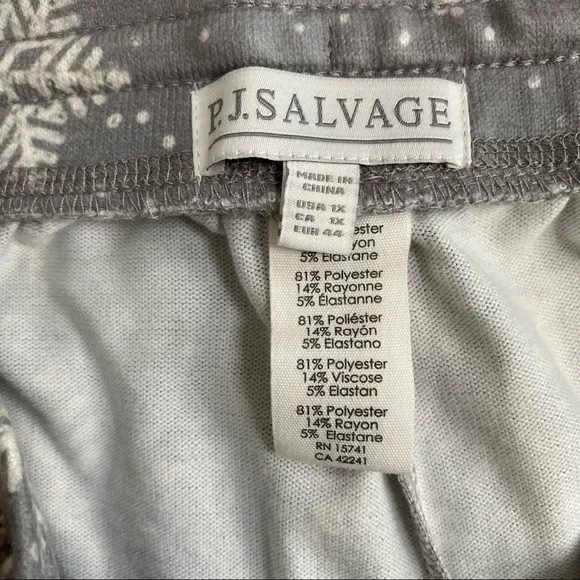 P.J.SALVAGE
MADE IN
CHINA
USA 1X
CA 1X
EUR 44
5% Elastane
81% Polyester
14% Rayonne
5% Élastanne
81% Poliéster
14% Rayón
5% Elastano
81% Polyester
14% Viscose
5% Elastan
81% Polyester
14% Rayon
5% Elastane
RN 15741
CA 42241